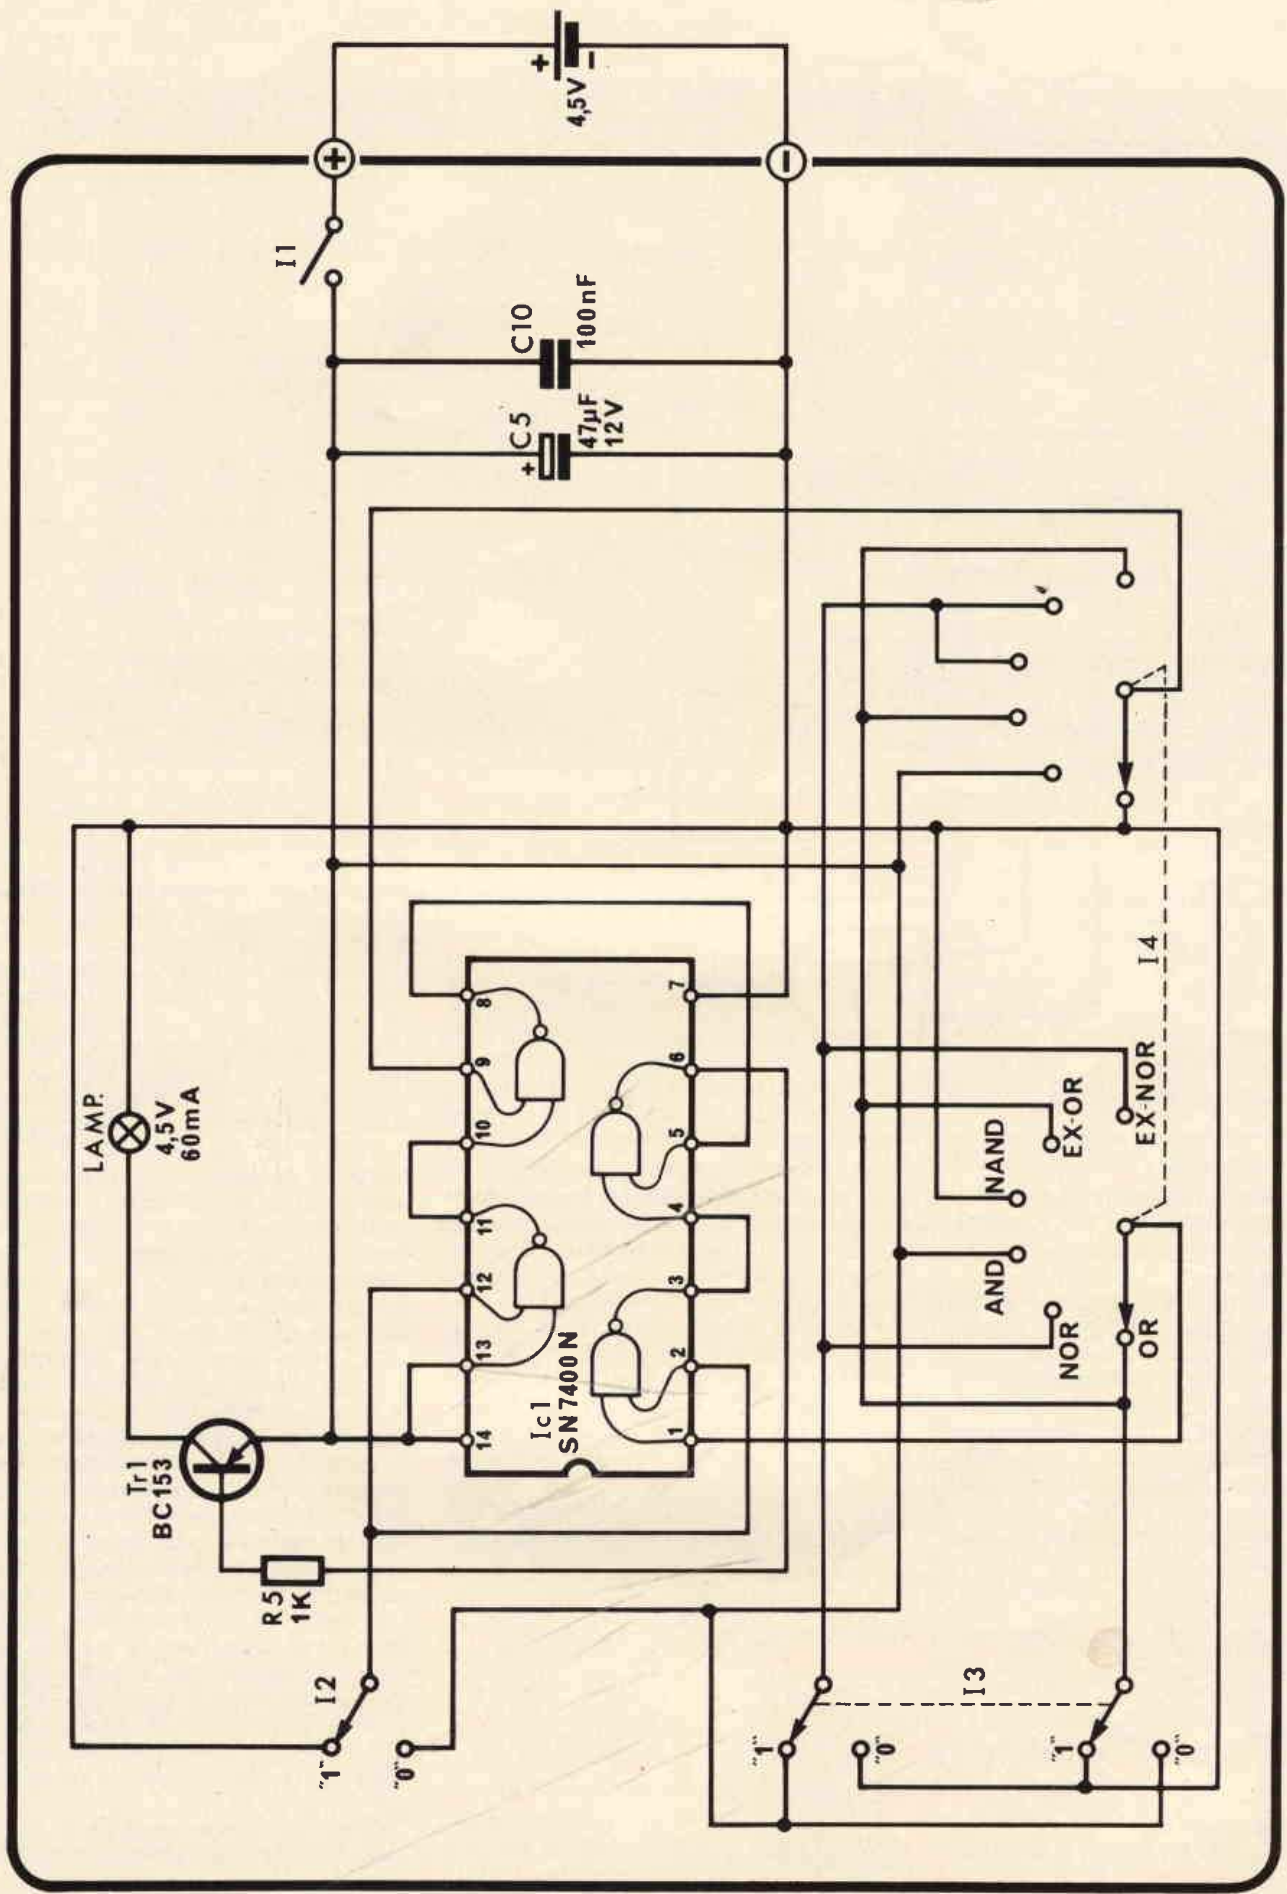 LAMP.
4,5V
60mA
Tr1
BC153
R5
1K
I2
"1"
"0"
I1
+
-
+
-
4,5V
C10
100nF
+
C5
47µF
12V
14
13
12
11
10
9
8
Ic1
SN7400N
1
2
3
4
5
6
7
"1"
"0"
I3
"1"
"0"
NOR
AND
NAND
OR
EX-OR
EX-NOR
I4